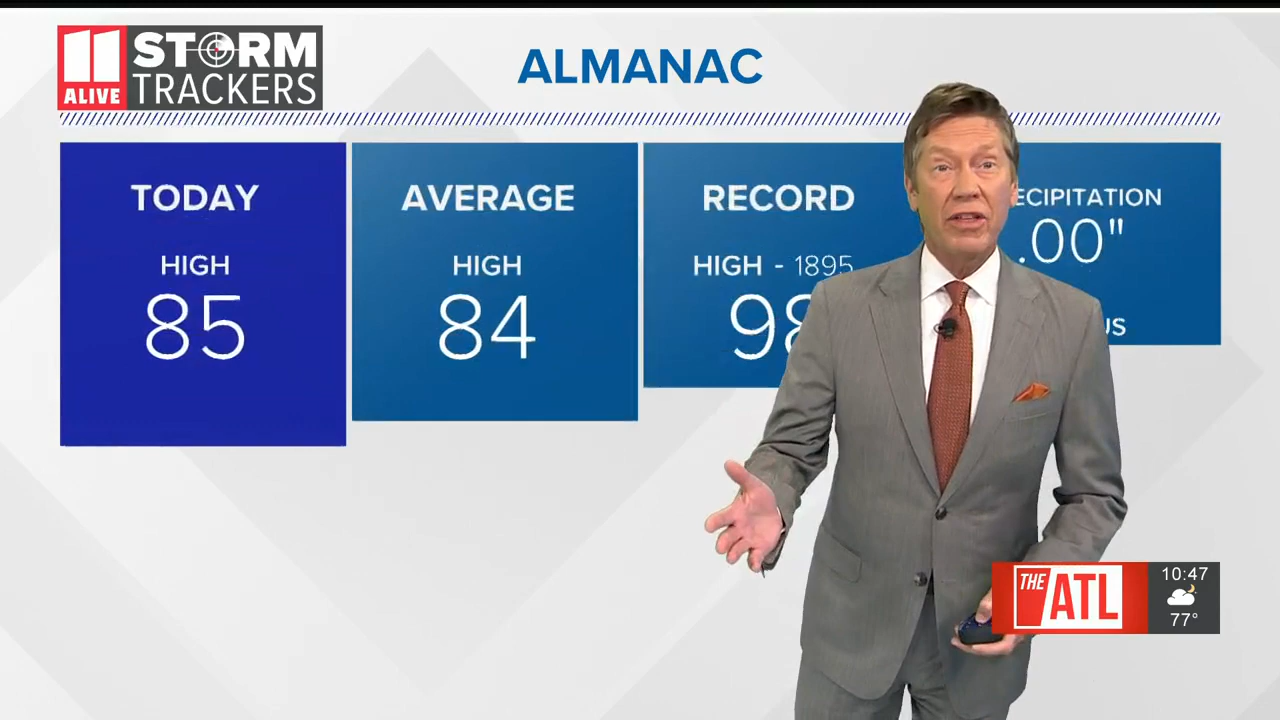 11 ALIVE
STORM
TRACKERS
ALMANAC
TODAY
HIGH
85
AVERAGE
HIGH
84
RECORD
HIGH - 1895
98
ECIPITATION
.00"
US
THE ATL
10:47
77°